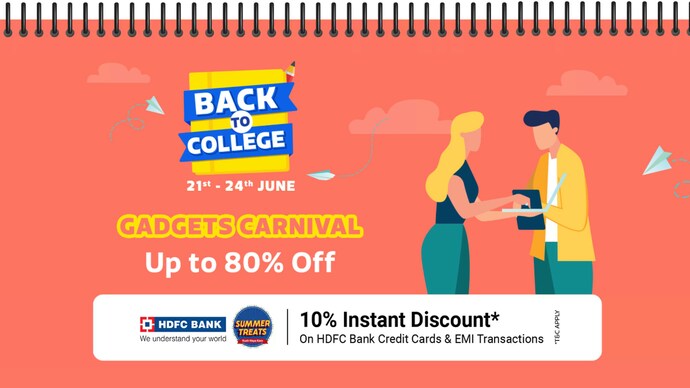 BACK
TO
COLLEGE
21st - 24th JUNE
GADGETS CARNIVAL
Up to 80% Off
HDFC BANK
We understand your world
SUMMER
TREATS
10% Instant Discount*
On HDFC Bank Credit Cards & EMI Transactions
*T&C APPLY